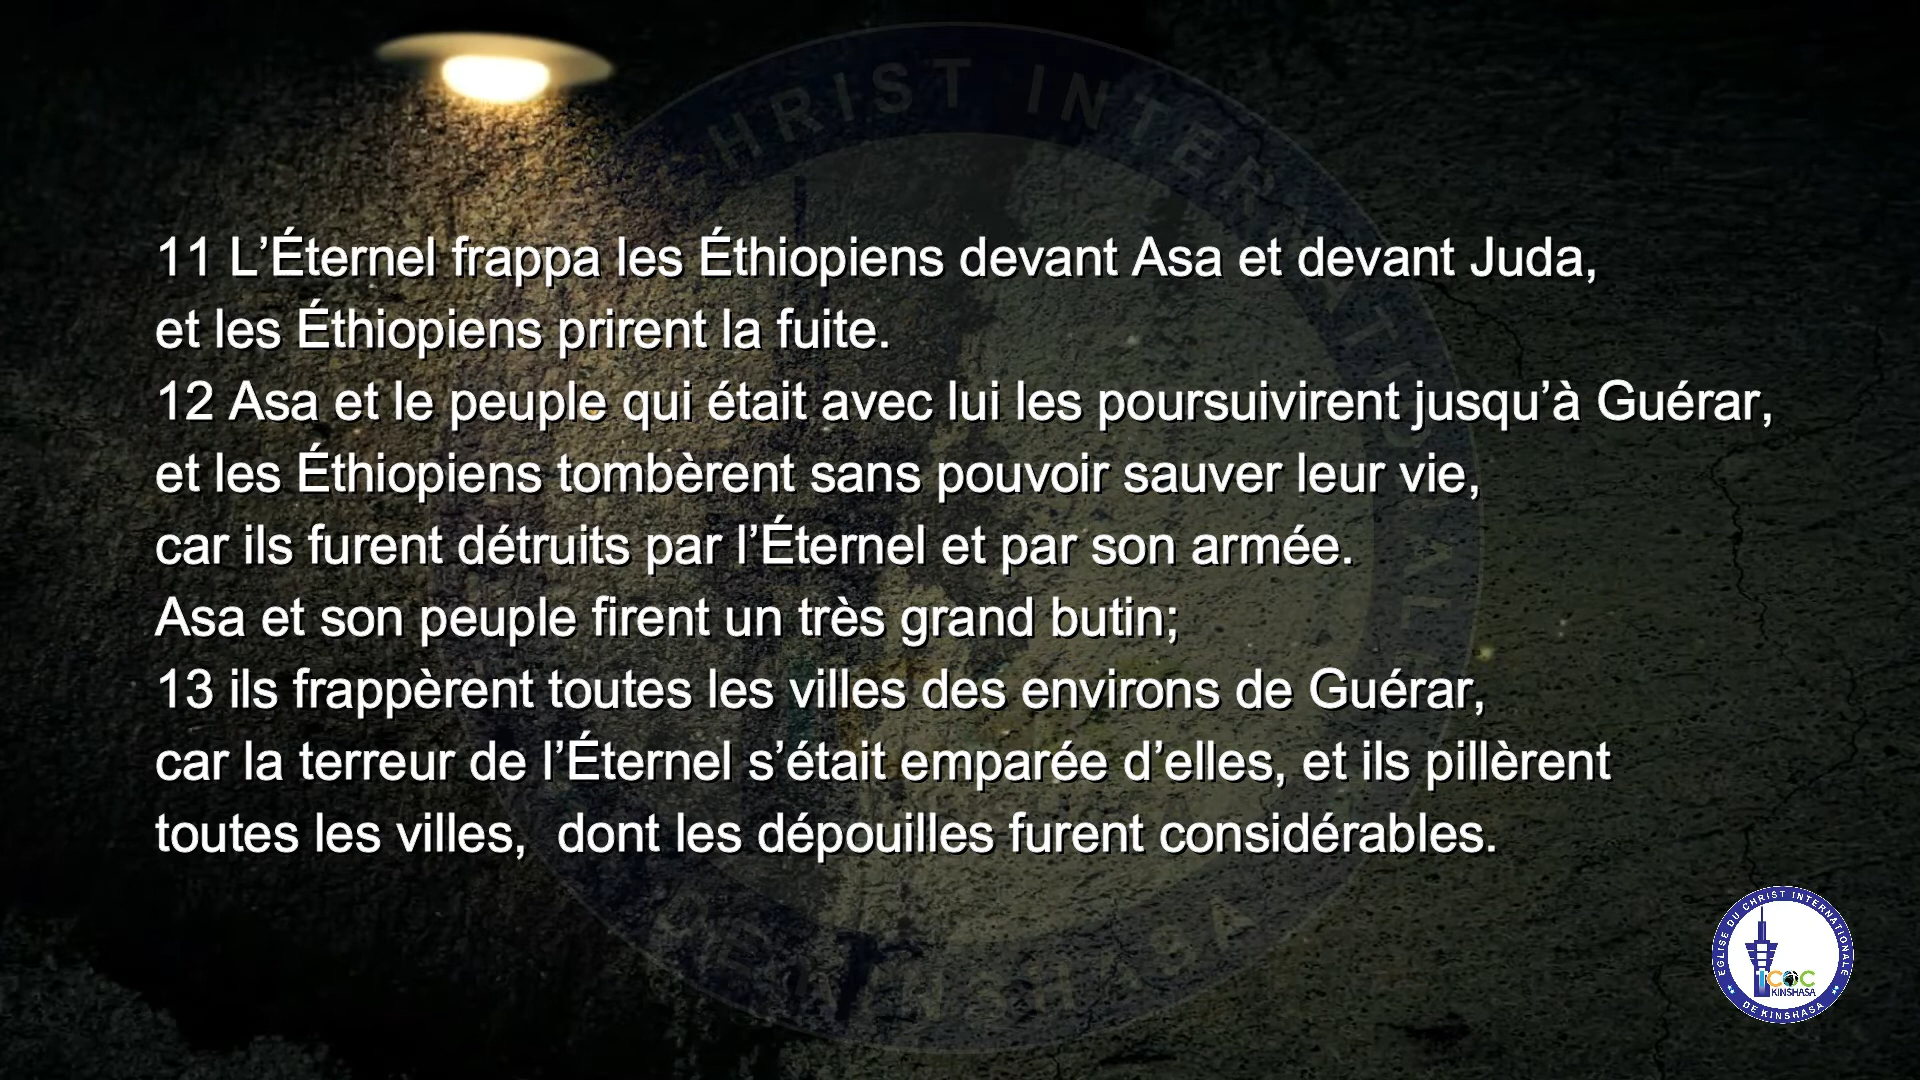 11 L’Éternel frappa les Éthiopiens devant Asa et devant Juda,
et les Éthiopiens prirent la fuite.
12 Asa et le peuple qui était avec lui les poursuivirent jusqu’à Guérar,
et les Éthiopiens tombèrent sans pouvoir sauver leur vie,
car ils furent détruits par l’Éternel et par son armée.
Asa et son peuple firent un très grand butin;
13 ils frappèrent toutes les villes des environs de Guérar,
car la terreur de l’Éternel s’était emparée d’elles, et ils pillèrent
toutes les villes,  dont les dépouilles furent considérables.
CHRIST INTERNATIONALE
KINSHASA
EGLISE DU CHRIST INTERNATIONALE
ICOC
KINSHASA
DE KINSHASA